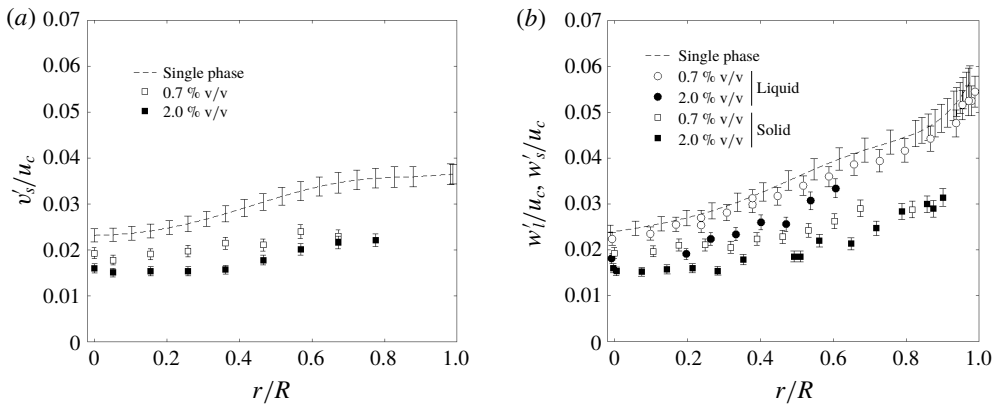 (a)
0.07
0.06
0.05
0.04
0.03
0.02
0.01
0
v′s/uc
Single phase
0.7 % v/v
2.0 % v/v
0 0.2 0.4 0.6 0.8 1.0
r/R
(b)
0.07
0.06
0.05
0.04
0.03
0.02
0.01
0
w′l/uc, w′s/uc
Single phase
0.7 % v/v
2.0 % v/v
Liquid
0.7 % v/v
2.0 % v/v
Solid
0 0.2 0.4 0.6 0.8 1.0
r/R